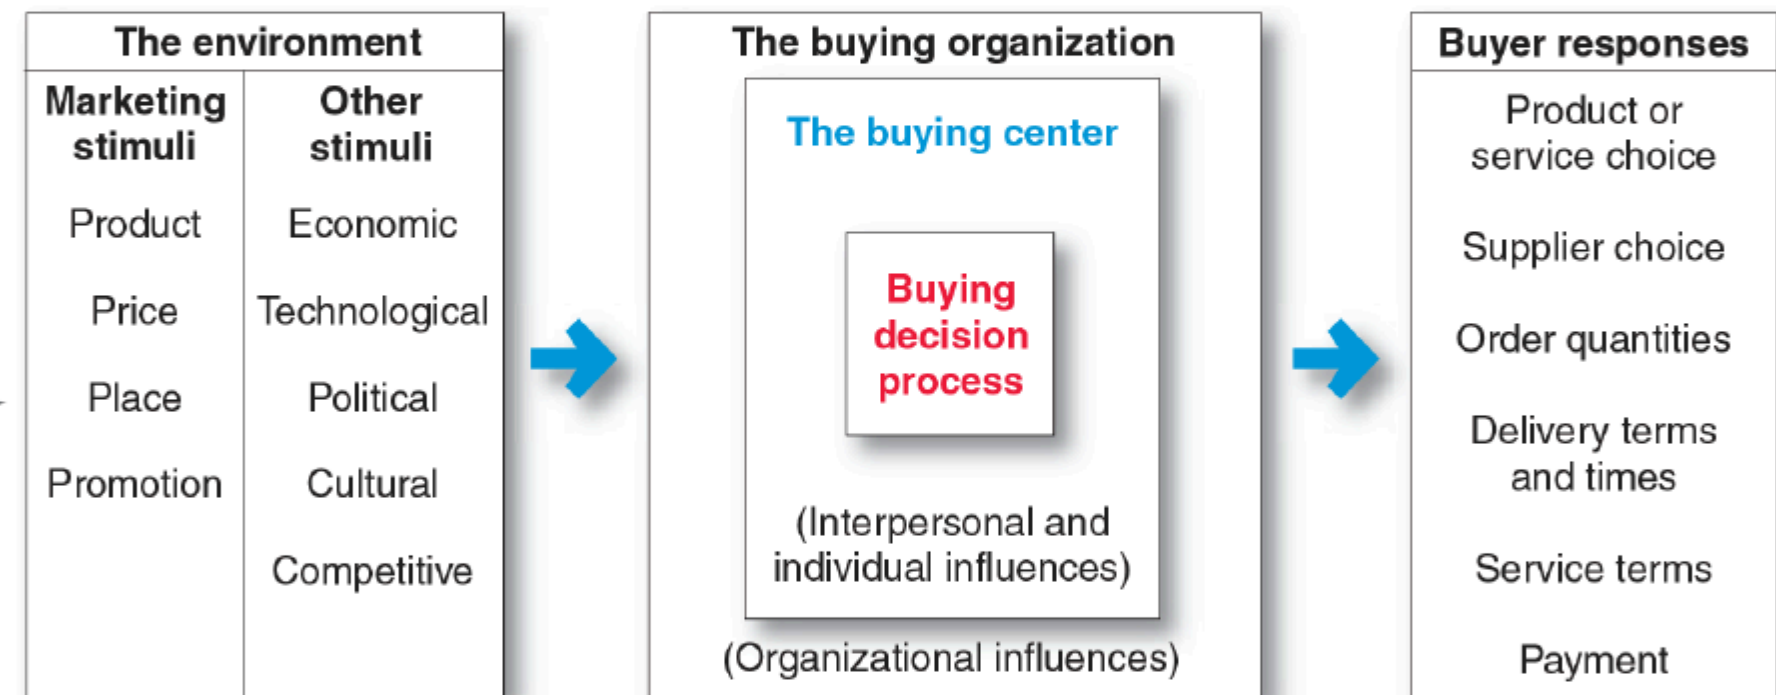 The environment
Marketing
stimuli
Product
Price
Place
Promotion
Other
stimuli
Economic
Technological
Political
Cultural
Competitive
The buying organization
The buying center
Buying
decision
process
(Interpersonal and
individual influences)
(Organizational influences)
Buyer responses
Product or
service choice
Supplier choice
Order quantities
Delivery terms
and times
Service terms
Payment